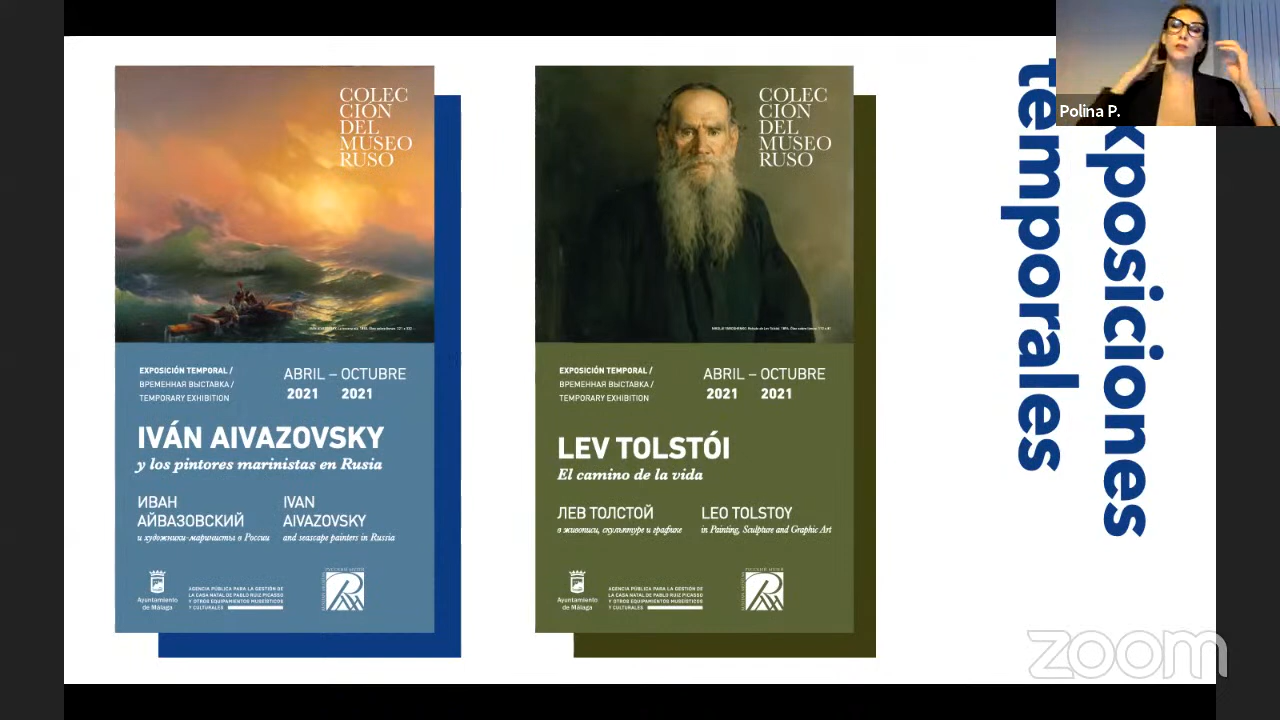 COLEC
CIÓN
DEL
MUSEO
RUSO
EXPOSICIÓN TEMPORAL /
ВРЕМЕННАЯ ВЫСТАВКА /
TEMPORARY EXHIBITION
ABRIL – OCTUBRE
2021 2021
IVÁN AIVAZOVSKY
y los pintores marinistas en Rusia
ИВАН
АЙВАЗОВСКИЙ
и художники-маринисты в России
IVAN
AIVAZOVSKY
and seascape painters in Russia
Ayuntamiento
de Málaga
AGENCIA PÚBLICA PARA LA GESTIÓN DE
LA CASA NATAL DE PABLO RUIZ PICASSO
Y OTROS EQUIPAMIENTOS MUSEÍSTICOS
Y CULTURALES
COLEC
CIÓN
DEL
MUSEO
RUSO
EXPOSICIÓN TEMPORAL /
ВРЕМЕННАЯ ВЫСТАВКА /
TEMPORARY EXHIBITION
ABRIL – OCTUBRE
2021 2021
LEV TOLSTÓI
El camino de la vida
ЛЕВ ТОЛСТОЙ
в живописи, скульптуре и графике
LEO TOLSTOY
in Painting, Sculpture and Graphic Art
Ayuntamiento
de Málaga
AGENCIA PÚBLICA PARA LA GESTIÓN DE
LA CASA NATAL DE PABLO RUIZ PICASSO
Y OTROS EQUIPAMIENTOS MUSEÍSTICOS
Y CULTURALES
xposiciones
temporales
Polina P.
zoom